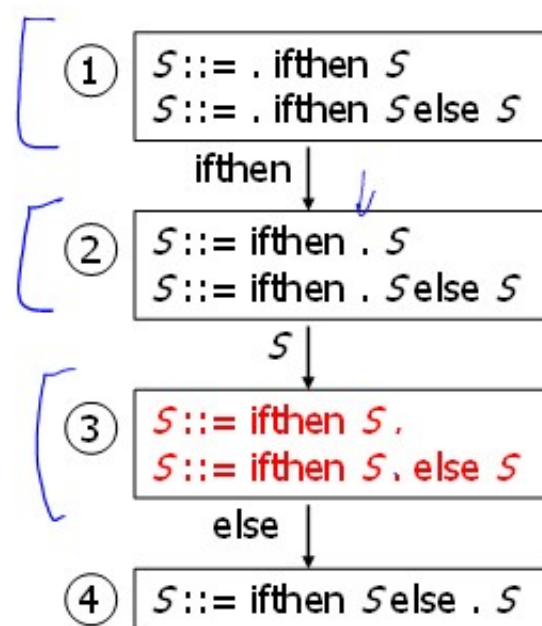 ① S ::= . ifthen S
S ::= . ifthen S else S
ifthen
② S ::= ifthen . S
S ::= ifthen . S else S
S
③ S ::= ifthen S .
S ::= ifthen S . else S
else
④ S ::= ifthen S else . S